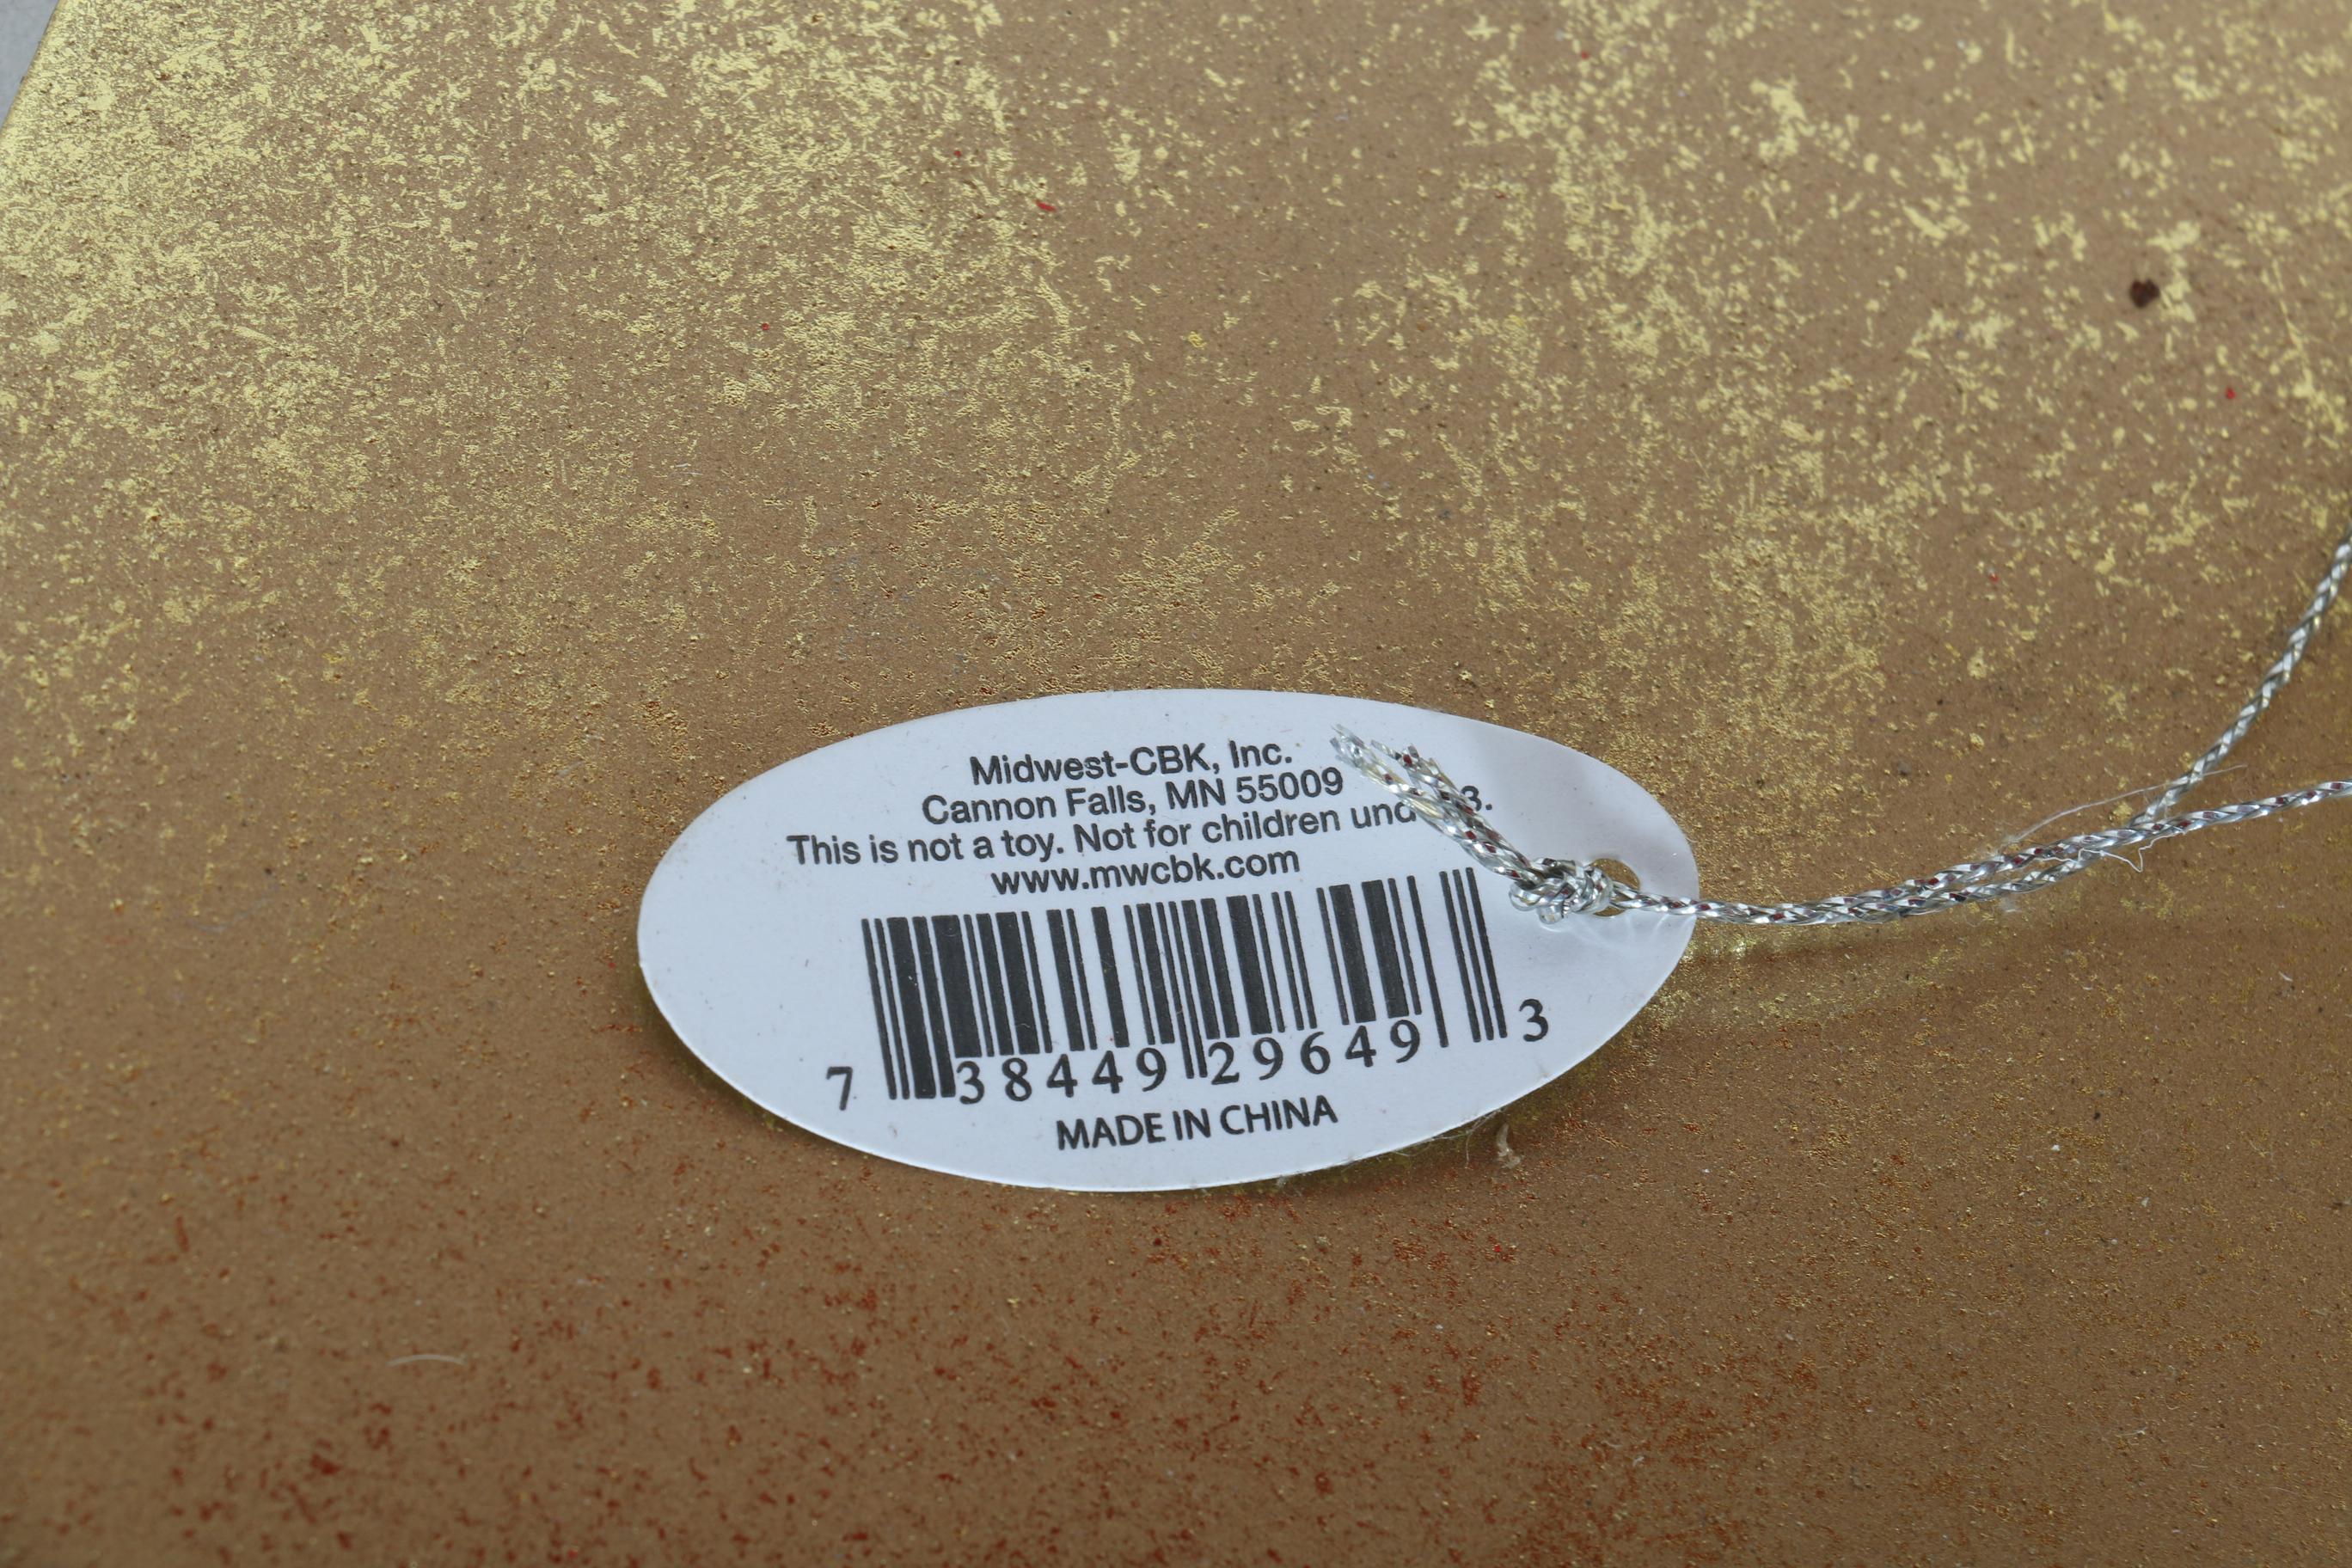 Midwest-CBK, Inc.
Cannon Falls, MN 55009
This is not a toy. Not for children 3.
www.mwcbk.com
7 38449 29649 3
MADE IN CHINA